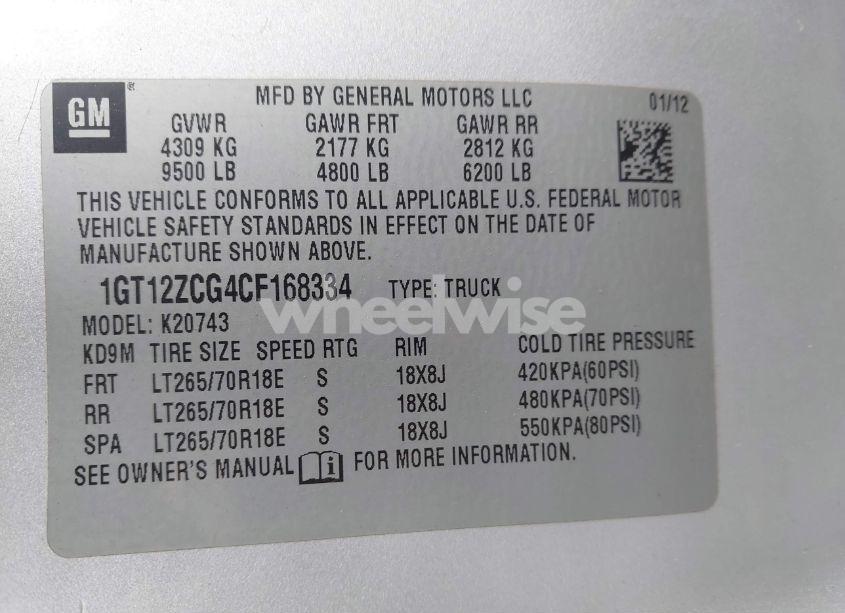 GM ®
MFD BY GENERAL MOTORS LLC 01/12
GVWR GAWR FRT GAWR RR
4309 KG 2177 KG 2812 KG
9500 LB 4800 LB 6200 LB
THIS VEHICLE CONFORMS TO ALL APPLICABLE U.S. FEDERAL MOTOR
VEHICLE SAFETY STANDARDS IN EFFECT ON THE DATE OF
MANUFACTURE SHOWN ABOVE.
1GT12ZCG4CF168334 TYPE: TRUCK
wheelwise
MODEL: K20743
KD9M TIRE SIZE SPEED RTG RIM COLD TIRE PRESSURE
FRT LT265/70R18E S 18X8J 420KPA(60PSI)
RR LT265/70R18E S 18X8J 480KPA(70PSI)
SPA LT265/70R18E S 18X8J 550KPA(80PSI)
SEE OWNER'S MANUAL i FOR MORE INFORMATION.